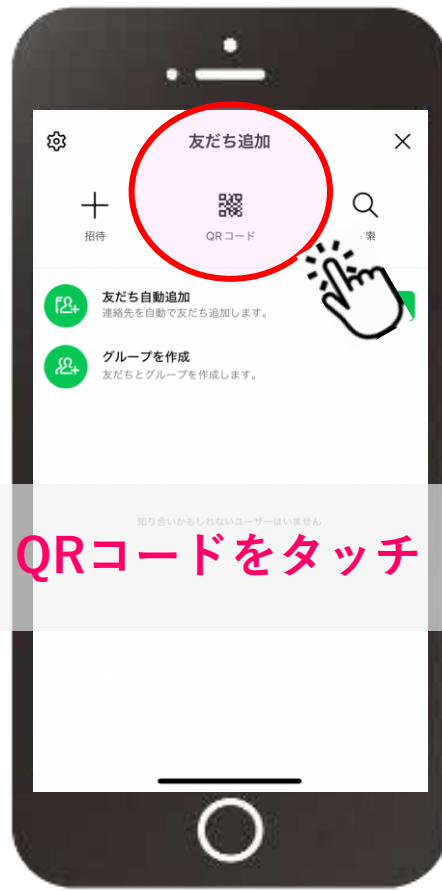 友だち追加
招待
QRコード
索
友だち自動追加
連絡先を自動で友だち追加します。
グループを作成
友だちとグループを作成します。
知り合いかもしれないユーザーはいません
QRコードをタッチ